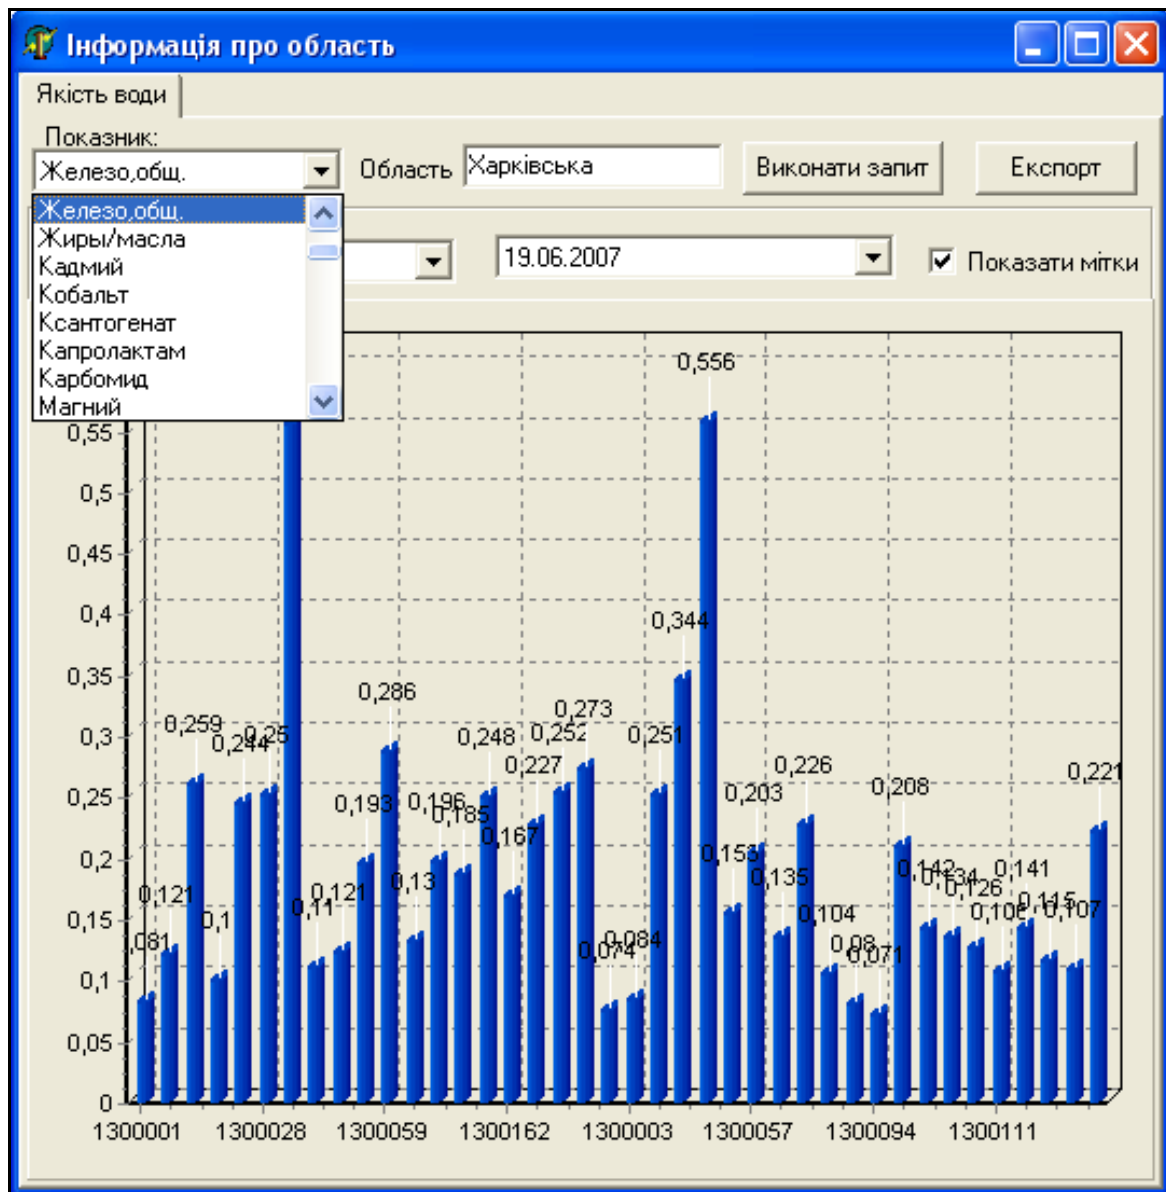 Інформація про область
Якість води
Показник:
Железо,общ. Область Харківська Виконати запит Експорт
Железо,общ.
Жиры/масла
Кадмий
Кобальт
Ксантогенат
Капролактам
Карбомид
Магний
19.06.2007 Показати мітки
0,556
0,55
0,5
0,45
0,4
0,344
0,35
0,286
0,3
0,259 0,244 0,25 0,248 0,227 0,252 0,273 0,251
0,226 0,221
0,25
0,193 0,196 0,185 0,167 0,203 0,208
0,2
0,121 0,1 0,11 0,121 0,13 0,135 0,104 0,142 0,134 0,126 0,106 0,141 0,115 0,107
0,15
,081 0,074 0,084 0,08 0,071
0,1
0,05
0
1300001 1300028 1300059 1300162 1300003 1300057 1300094 1300111